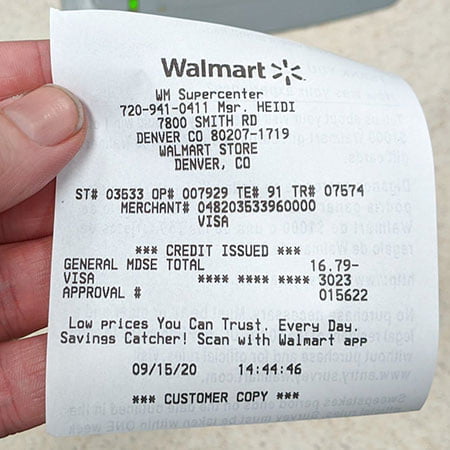 Walmart
WM Supercenter
720-941-0411 Mgr. HEIDI
7800 SMITH RD
DENVER CO 80207-1719
WALMART STORE
DENVER, CO
ST# 03533 OP# 007929 TE# 91 TR# 07574
MERCHANT# 048203533960000
VISA
*** CREDIT ISSUED ***
GENERAL MDSE TOTAL 16.79-
VISA **** **** **** 3023
APPROVAL # 015622
Low prices You Can Trust. Every Day.
Savings Catcher! Scan with Walmart app
09/15/20 14:44:46
*** CUSTOMER COPY ***